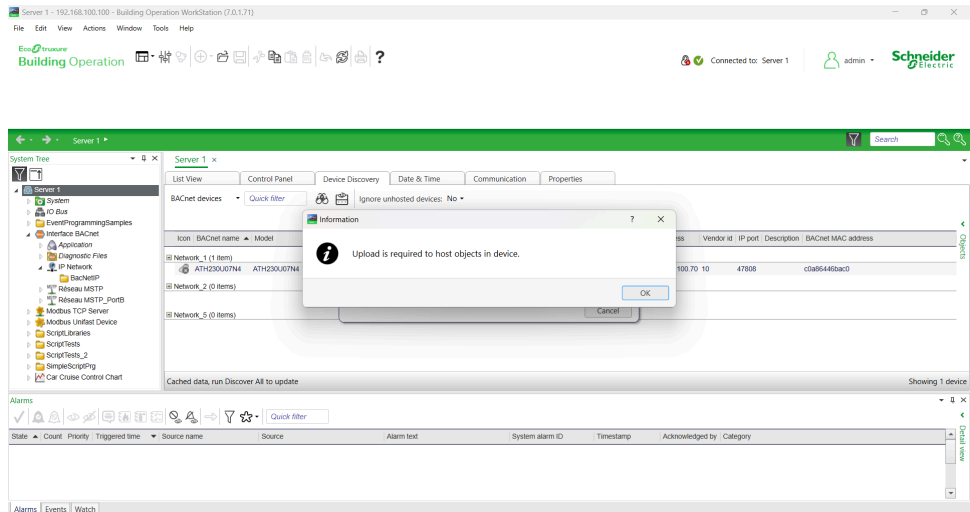 Server 1 - 192.168.100.100 - Building Operation WorkStation (7.0.1.71)
File Edit View Actions Window Tools Help
EcoStruxure
Building Operation
Connected to: Server 1
admin
Schneider
Electric
Server 1
Search
System Tree
Server 1
List View Control Panel Device Discovery Date & Time Communication Properties
Server 1
System
IO Bus
EventProgrammingSamples
Interface BACnet
Application
Diagnostic Files
IP Network
BacNetIP
Réseau MSTP
Réseau MSTP_PortB
Modbus TCP Server
Modbus Unifast Device
ScriptLibraries
ScriptTests
ScriptTests_2
SimpleScriptPrg
Car Cruise Control Chart
BACnet devices Quick filter Ignore unhosted devices: No
Icon BACnet name Model ess Vendor id IP port Description BACnet MAC address
Network_1 (1 item)
ATH230U07N4 ATH230U07N4 100.70 10 47808 c0a86446bac0
Network_2 (0 items)
Network_5 (0 items)
Information
Upload is required to host objects in device.
OK
Cancel
Objects
Cached data, run Discover All to update Showing 1 device
Alarms
Quick filter
State Count Priority Triggered time Source name Source Alarm text System alarm ID Timestamp Acknowledged by Category
Detail view
Alarms Events Watch